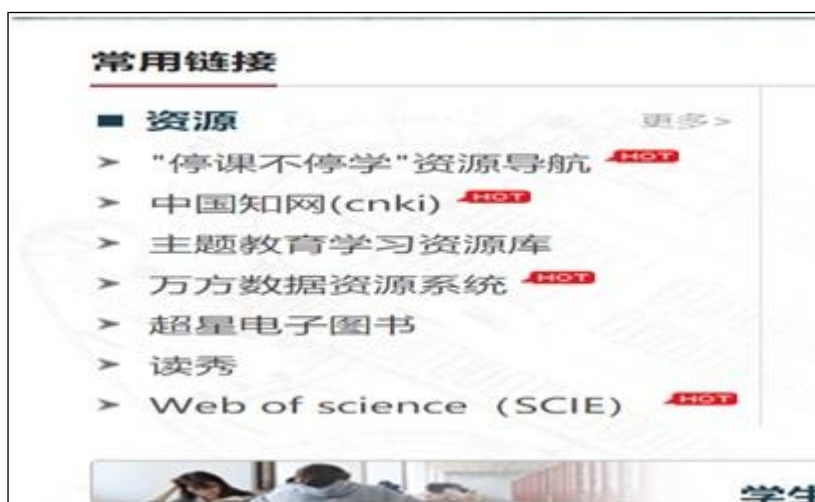 常用链接
资源 更多>
"停课不停学"资源导航 HOT
中国知网(cnki) HOT
主题教育学习资源库
万方数据资源系统 HOT
超星电子图书
读秀
Web of science (SCIE) HOT